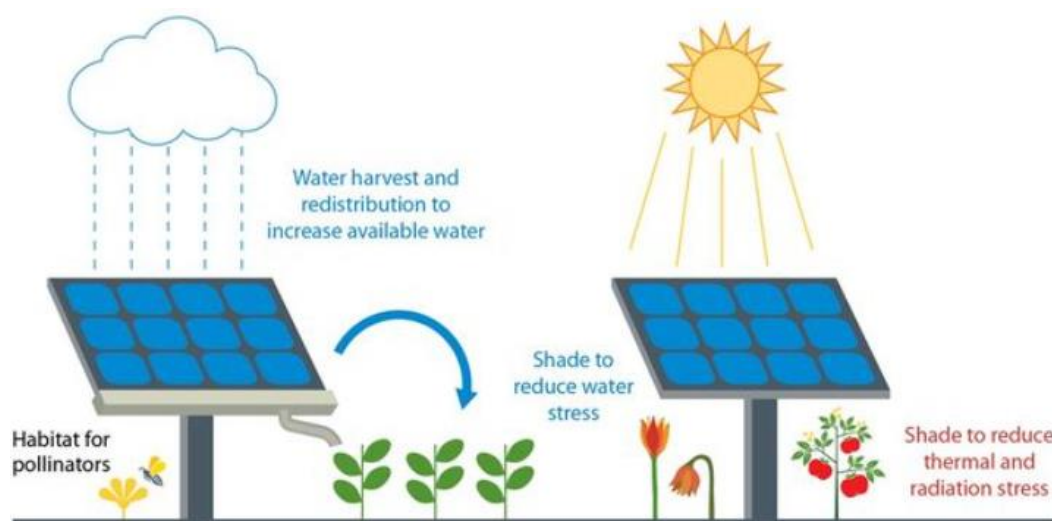 Water harvest and
redistribution to
increase available water
Shade to
reduce water
stress
Habitat for
pollinators
Shade to reduce
thermal and
radiation stress